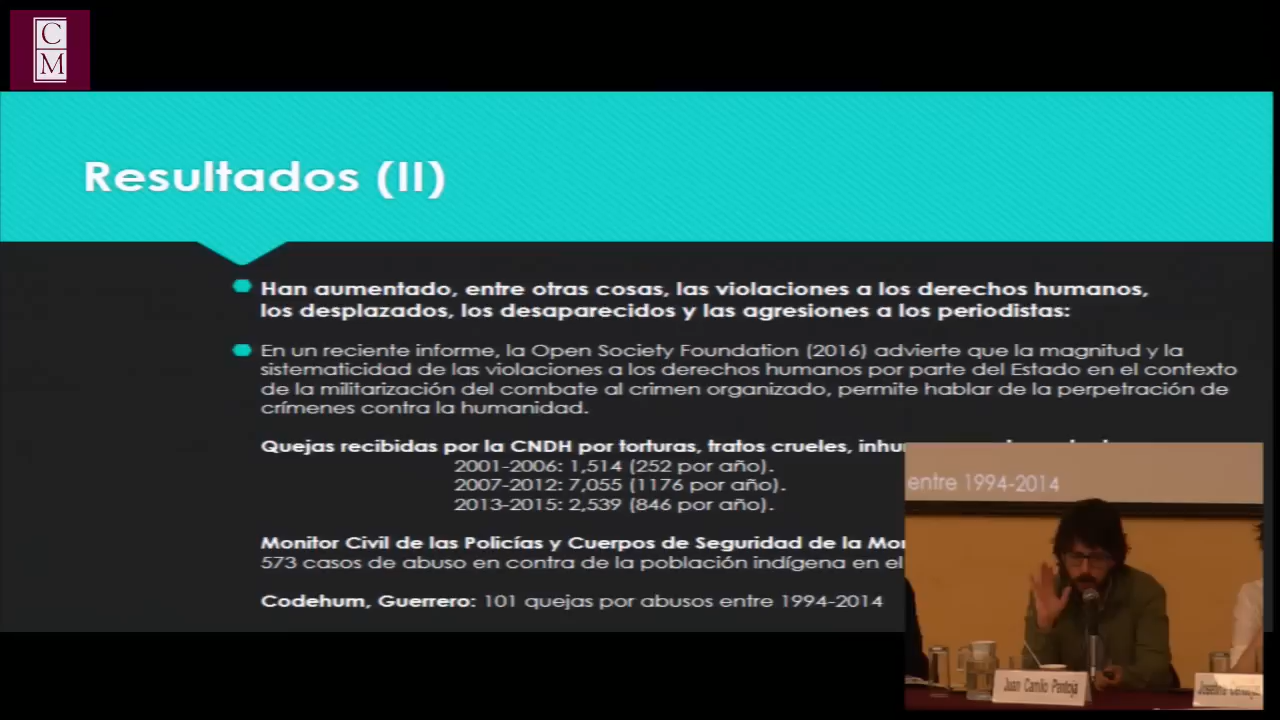 C
M
Resultados (II)
Han aumentado, entre otras cosas, las violaciones a los derechos humanos,
los desplazados, los desaparecidos y las agresiones a los periodistas:
En un reciente informe, la Open Society Foundation (2016) advierte que la magnitud y la
sistematicidad de las violaciones a los derechos humanos por parte del Estado en el contexto
de la militarización del combate al crimen organizado, permite hablar de la perpetración de
crímenes contra la humanidad.
Quejas recibidas por la CNDH por torturas, tratos crueles,
2001-2006: 1,514 (252 por año).
2007-2012: 7,055 (1176 por año).
2013-2015: 2,539 (846 por año).
Monitor Civil de las Policías y Cuerpos de Seguridad de la
573 casos de abuso en contra de la población indígena en el
Codehum, Guerrero: 101 quejas por abusos entre 1994-2014
entre 1994-2014
Juan Camilo Pantoja